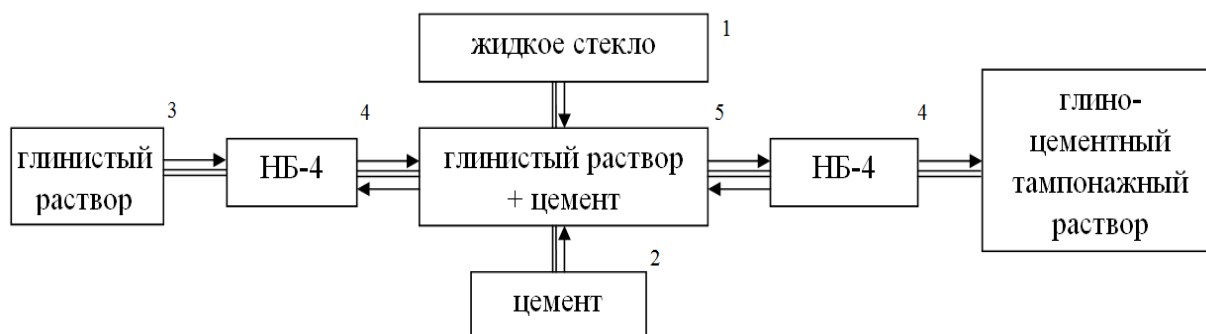 жидкое стекло
1
3
глинистый
раствор
4
НБ-4
5
глинистый раствор
+ цемент
4
НБ-4
глино-
цементный
тампонажный
раствор
2
цемент